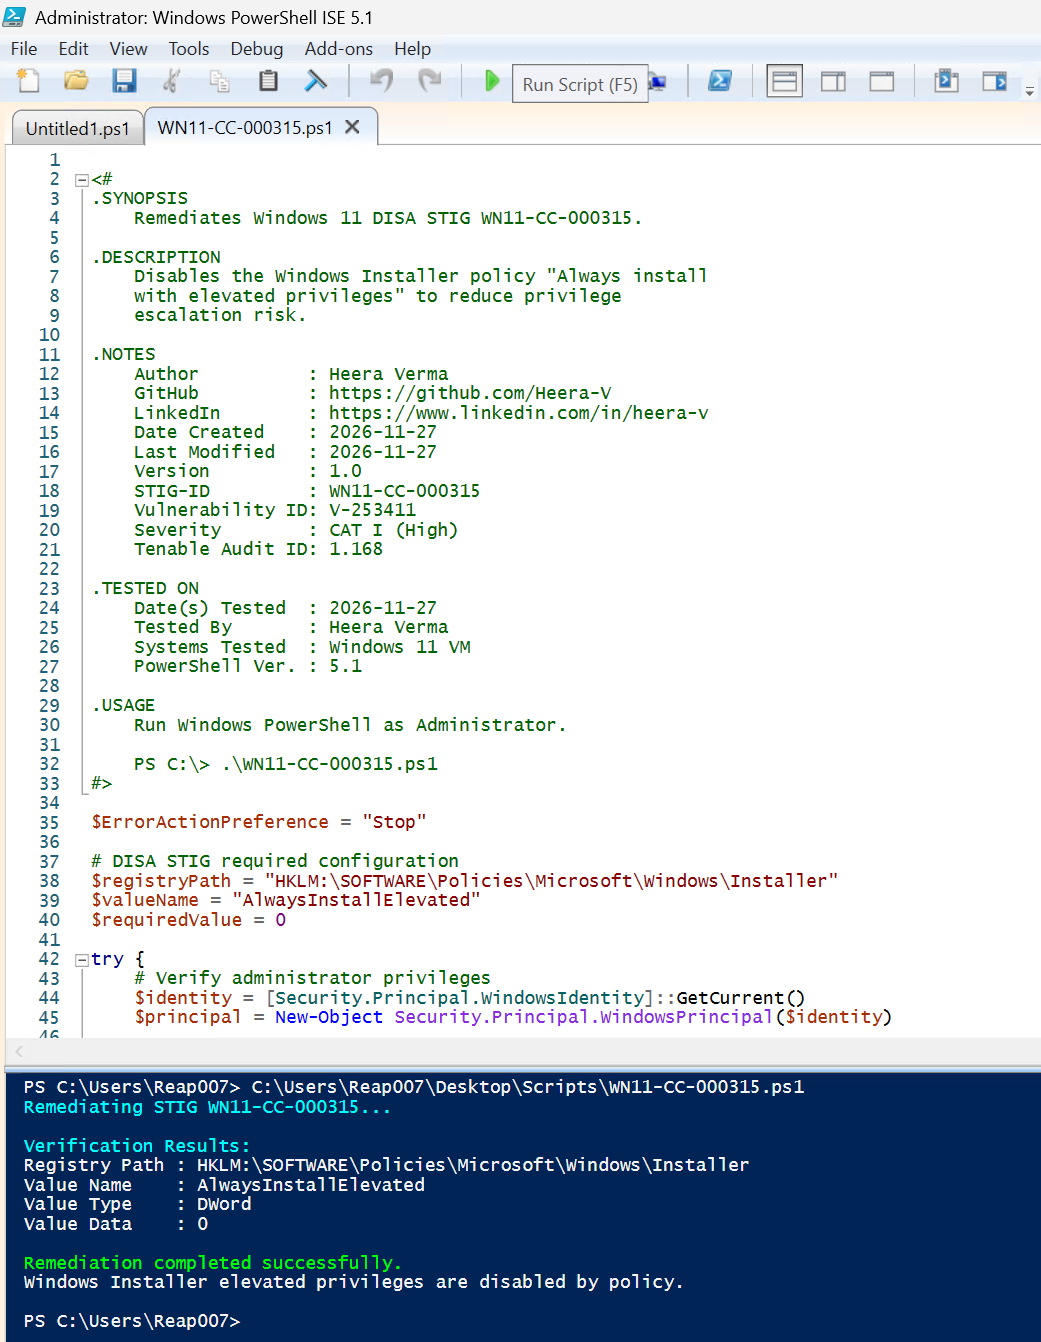 Administrator: Windows PowerShell ISE 5.1
File Edit View Tools Debug Add-ons Help
Run Script (F5)
Untitled1.ps1 WN11-CC-000315.ps1 X
1
2 <#
3 .SYNOPSIS
4 Remediates Windows 11 DISA STIG WN11-CC-000315.
5
6 .DESCRIPTION
7 Disables the Windows Installer policy "Always install
8 with elevated privileges" to reduce privilege
9 escalation risk.
10
11 .NOTES
12 Author : Heera Verma
13 GitHub : https://github.com/Heera-V
14 LinkedIn : https://www.linkedin.com/in/heera-v
15 Date Created : 2026-11-27
16 Last Modified : 2026-11-27
17 Version : 1.0
18 STIG-ID : WN11-CC-000315
19 Vulnerability ID: V-253411
20 Severity : CAT I (High)
21 Tenable Audit ID: 1.168
22
23 .TESTED ON
24 Date(s) Tested : 2026-11-27
25 Tested By : Heera Verma
26 Systems Tested : Windows 11 VM
27 PowerShell Ver. : 5.1
28
29 .USAGE
30 Run Windows PowerShell as Administrator.
31
32 PS C:\> .\WN11-CC-000315.ps1
33 #>
34
35 $ErrorActionPreference = "Stop"
36
37 # DISA STIG required configuration
38 $registryPath = "HKLM:\SOFTWARE\Policies\Microsoft\Windows\Installer"
39 $valueName = "AlwaysInstallElevated"
40 $requiredValue = 0
41
42 try {
43 # Verify administrator privileges
44 $identity = [Security.Principal.WindowsIdentity]::GetCurrent()
45 $principal = New-Object Security.Principal.WindowsPrincipal($identity)
46
PS C:\Users\Reap007> C:\Users\Reap007\Desktop\Scripts\WN11-CC-000315.ps1
Remediating STIG WN11-CC-000315...
Verification Results:
Registry Path : HKLM:\SOFTWARE\Policies\Microsoft\Windows\Installer
Value Name : AlwaysInstallElevated
Value Type : DWord
Value Data : 0
Remediation completed successfully.
Windows Installer elevated privileges are disabled by policy.
PS C:\Users\Reap007>